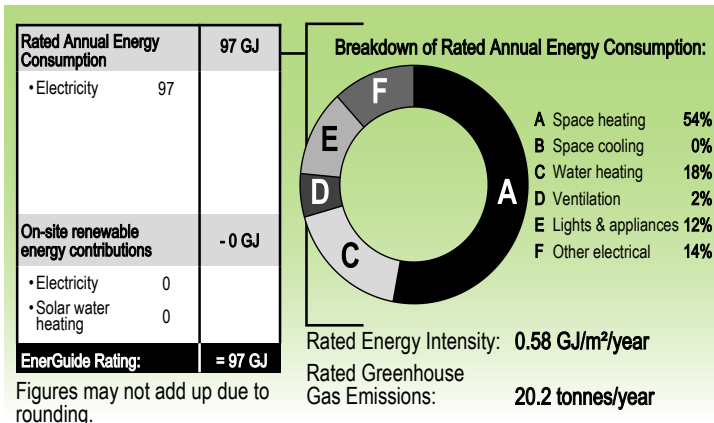 Rated Annual Energy
Consumption
97 GJ
• Electricity 97
On-site renewable
energy contributions
- 0 GJ
• Electricity 0
• Solar water
heating
0
EnerGuide Rating: = 97 GJ
Figures may not add up due to
rounding.
Breakdown of Rated Annual Energy Consumption:
F
E
D
C
A
A Space heating 54%
B Space cooling 0%
C Water heating 18%
D Ventilation 2%
E Lights & appliances 12%
F Other electrical 14%
Rated Energy Intensity: 0.58 GJ/m²/year
Rated Greenhouse
Gas Emissions: 20.2 tonnes/year